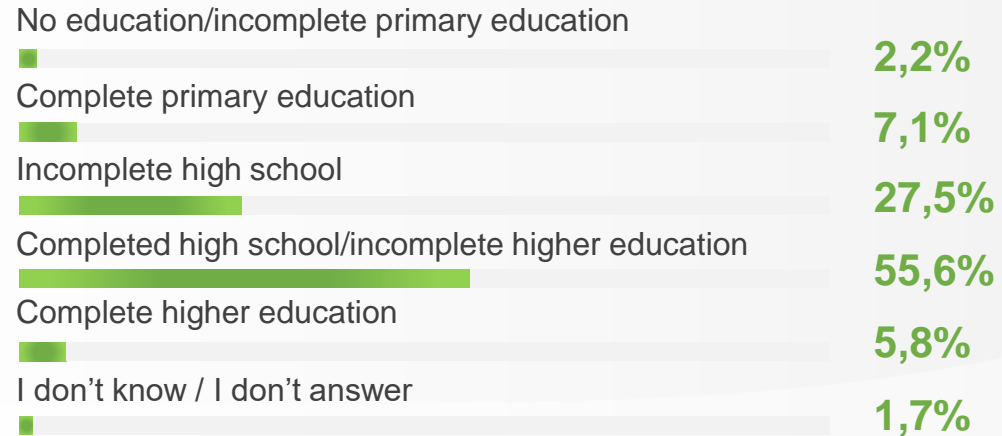 No education/incomplete primary education
2,2%
Complete primary education
7,1%
Incomplete high school
27,5%
Completed high school/incomplete higher education
55,6%
Complete higher education
5,8%
I don’t know / I don’t answer
1,7%